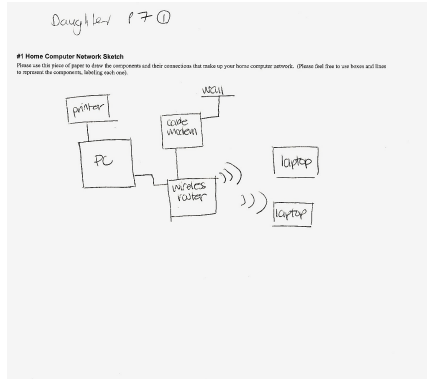 Daughter P7 ①
#1 Home Computer Network Sketch
Please use this piece of paper to draw the components and their connections that make up your home computer network. (Please feel free to use boxes and lines
to represent the components, labeling each one).
wall
printer
cable
modem
PC
laptop
wireless
router
laptop